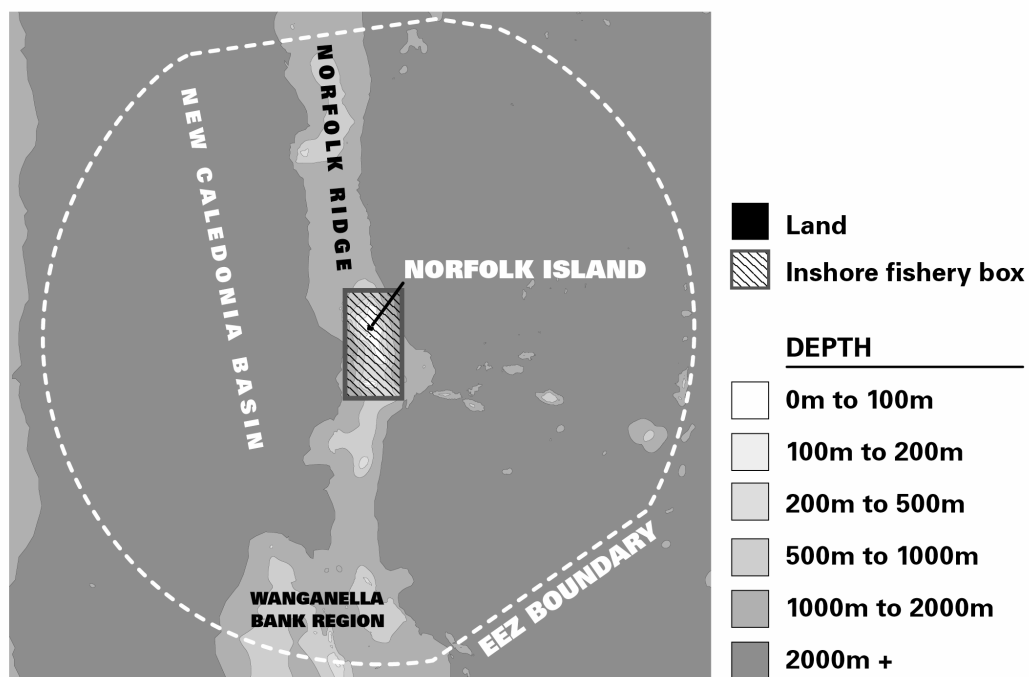 NORFOLK RIDGE
NEW CALEDONIA BASIN
NORFOLK ISLAND
WANGANELLA
BANK REGION
EEZ BOUNDARY
Land
Inshore fishery box
DEPTH
0m to 100m
100m to 200m
200m to 500m
500m to 1000m
1000m to 2000m
2000m +